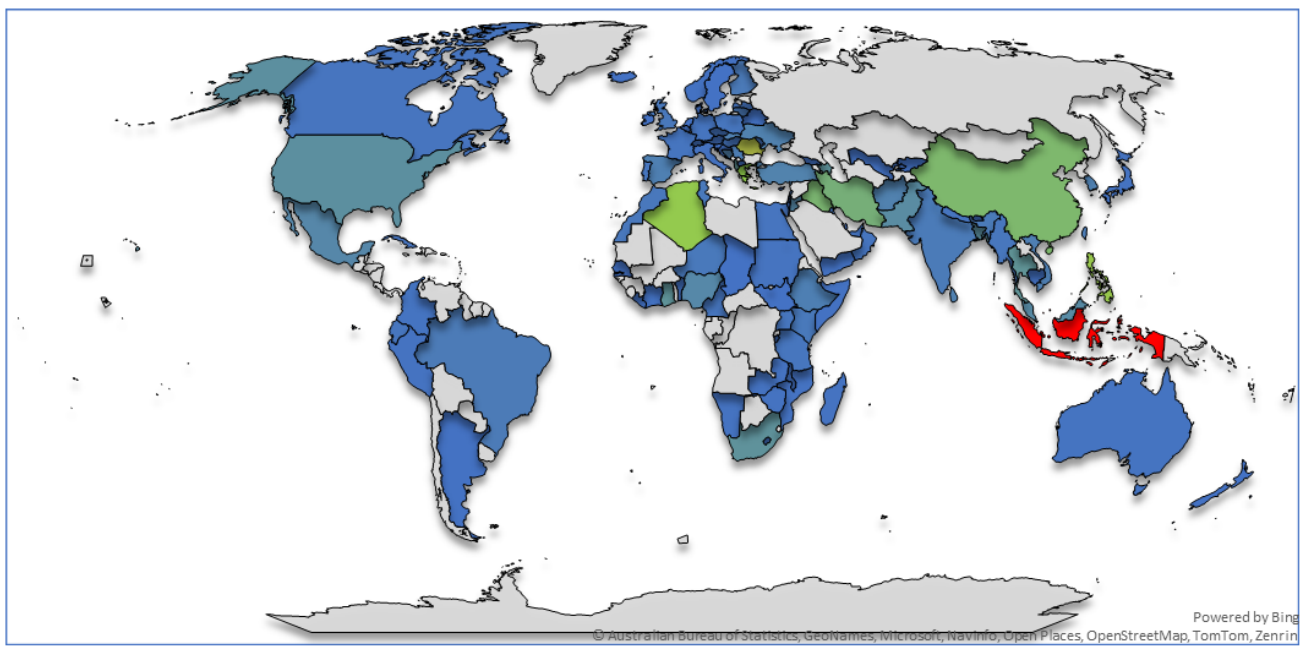 Powered by Bing
© Australian Bureau of Statistics, GeoNames, Microsoft, Navinfo, Open Places, OpenStreetMap, TomTom, Zenrin